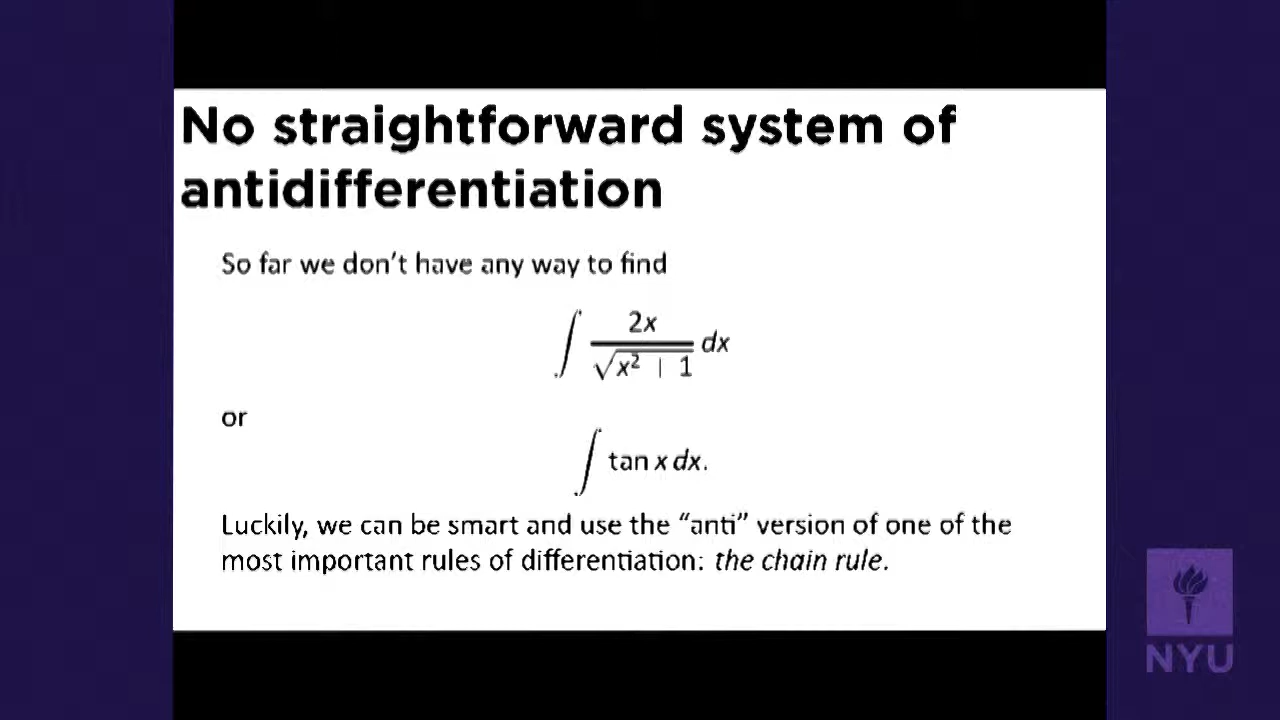 No straightforward system of
antidifferentiation
So far we don't have any way to find
∫ 2x / √(x² + 1) dx
or
∫ tan x dx.
Luckily, we can be smart and use the “anti” version of one of the
most important rules of differentiation: the chain rule.
NYU